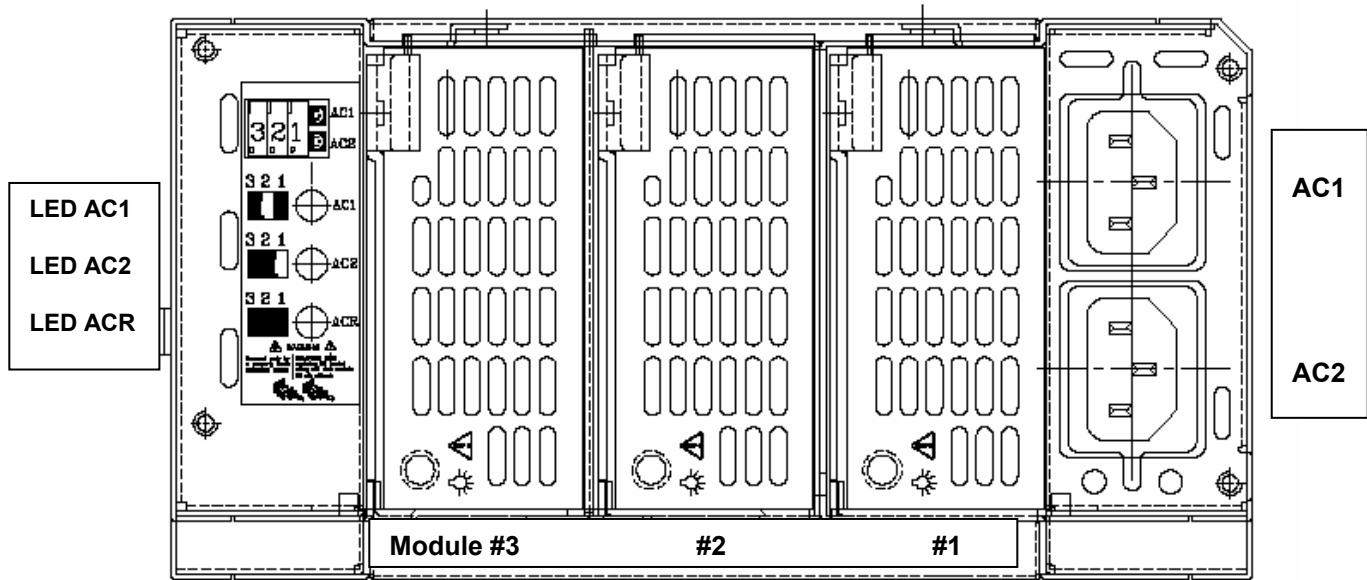 AC1
3 2 1
AC2
3 2 1
AC1
3 2 1
AC2
3 2 1
ACR
LED AC1
LED AC2
LED ACR
AC1
AC2
Module #3 #2 #1